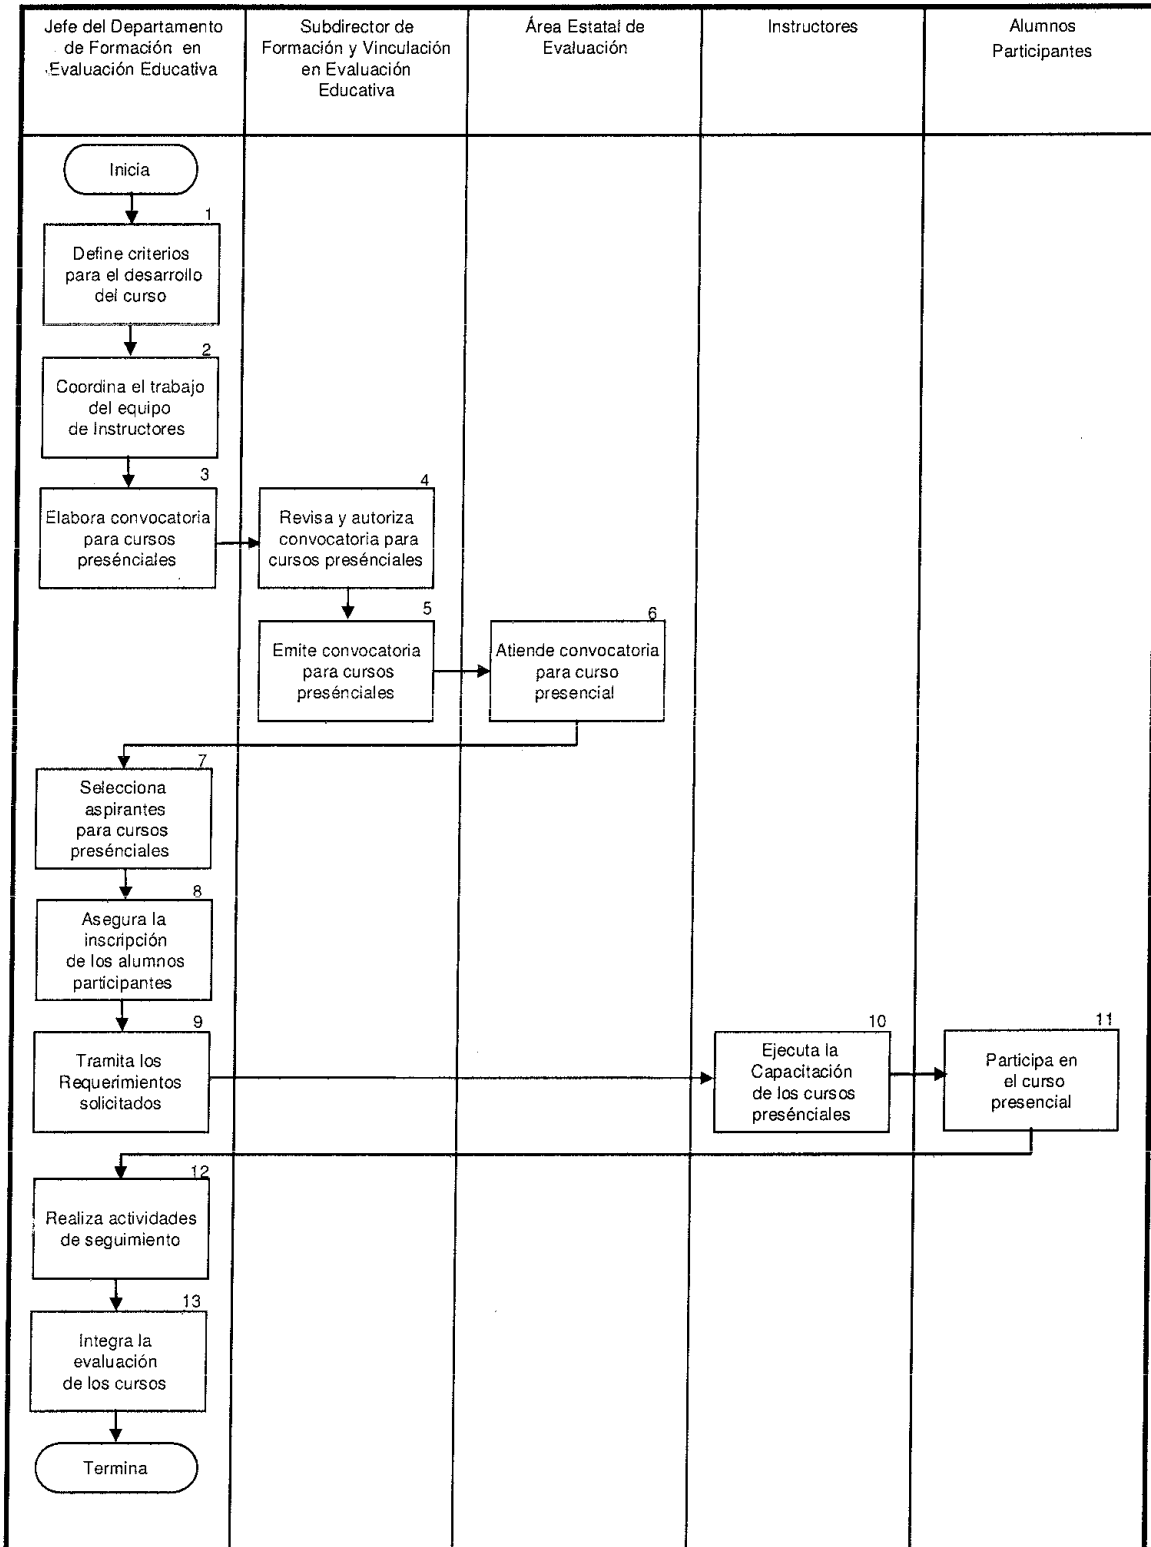 Jefe del Departamento
de Formación en
Evaluación Educativa
Subdirector de
Formación y Vinculación
en Evaluación
Educativa
Área Estatal de
Evaluación
Instructores
Alumnos
Participantes
Inicia
1
Define criterios
para el desarrollo
del curso
2
Coordina el trabajo
del equipo
de Instructores
3
Elabora convocatoria
para cursos
presénciales
4
Revisa y autoriza
convocatoria para
cursos presénciales
5
Emite convocatoria
para cursos
presénciales
6
Atiende convocatoria
para curso
presencial
7
Selecciona
aspirantes
para cursos
presénciales
8
Asegura la
inscripción
de los alumnos
participantes
9
Tramita los
Requerimientos
solicitados
10
Ejecuta la
Capacitación
de los cursos
presénciales
11
Participa en
el curso
presencial
12
Realiza actividades
de seguimiento
13
Integra la
evaluación
de los cursos
Termina